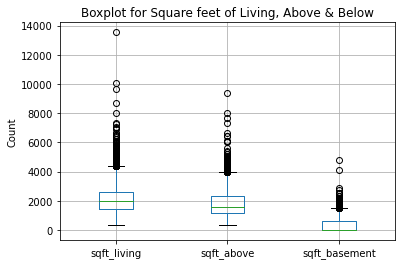 Boxplot for Square feet of Living, Above & Below
14000
12000
10000
8000
6000
4000
2000
0
Count
sqft_living sqft_above sqft_basement